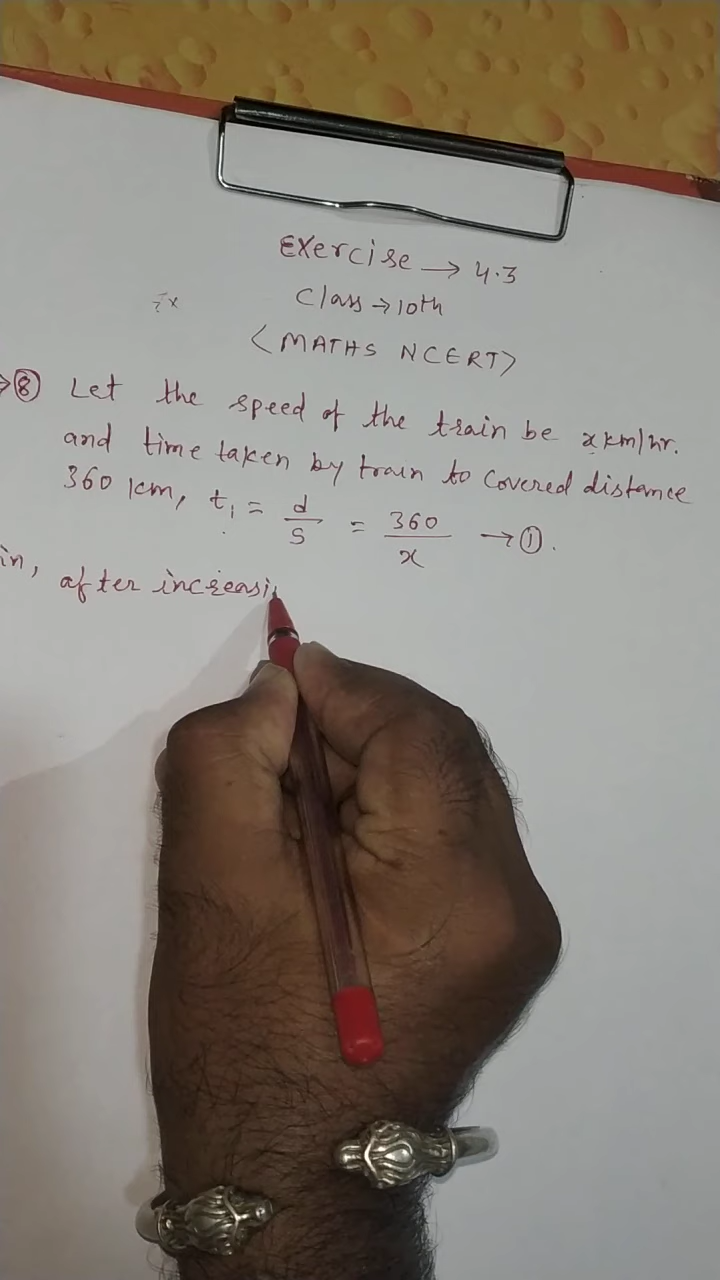 Exercise → 4.3
Class → 10th
<MATHS NCERT>
→⑧ Let the speed of the train be x km/hr.
and time taken by train to covered distance
360 km, t₁ = d/S = 360/x → ①.
in, after increasi